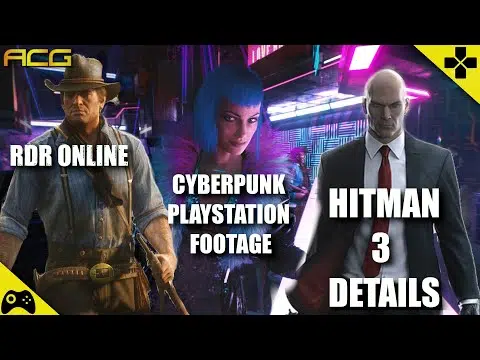 ACG
RDR ONLINE
CYBERPUNK
PLAYSTATION
FOOTAGE
HITMAN
3
DETAILS